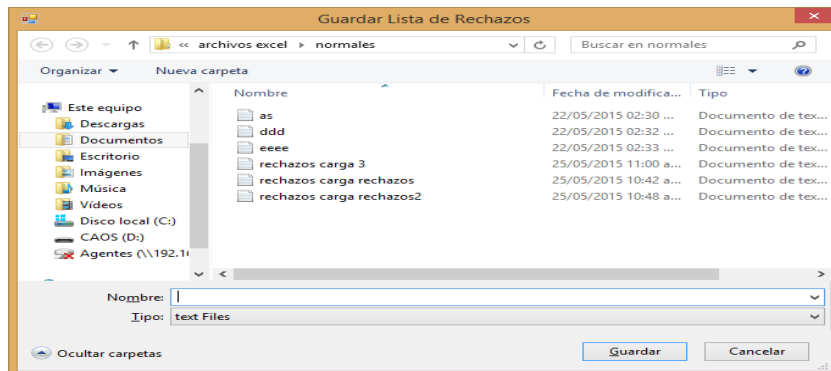 Guardar Lista de Rechazos
« archivos excel normales
Buscar en normales
Organizar Nueva carpeta
Nombre Fecha de modifica... Tipo
Este equipo
Descargas
Documentos
Escritorio
Imágenes
Música
Vídeos
Disco local (C:)
CAOS (D:)
Agentes (\\192.1
as 22/05/2015 02:30 ... Documento de tex...
ddd 22/05/2015 02:32 ... Documento de tex...
eeee 22/05/2015 02:33 ... Documento de tex...
rechazos carga 3 25/05/2015 11:00 a... Documento de tex...
rechazos carga rechazos 25/05/2015 10:42 a... Documento de tex...
rechazos carga rechazos2 25/05/2015 10:48 a... Documento de tex...
Nombre:
Tipo: text Files
Ocultar carpetas
Guardar Cancelar